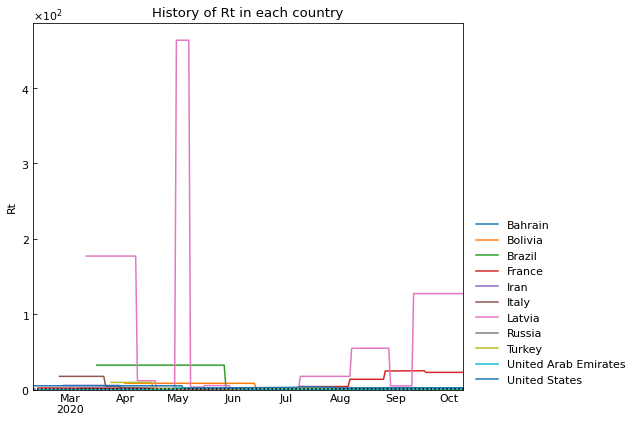 History of Rt in each country
×10²
4
3
2
1
0
Rt
Mar Apr May Jun Jul Aug Sep Oct
2020
Bahrain
Bolivia
Brazil
France
Iran
Italy
Latvia
Russia
Turkey
United Arab Emirates
United States